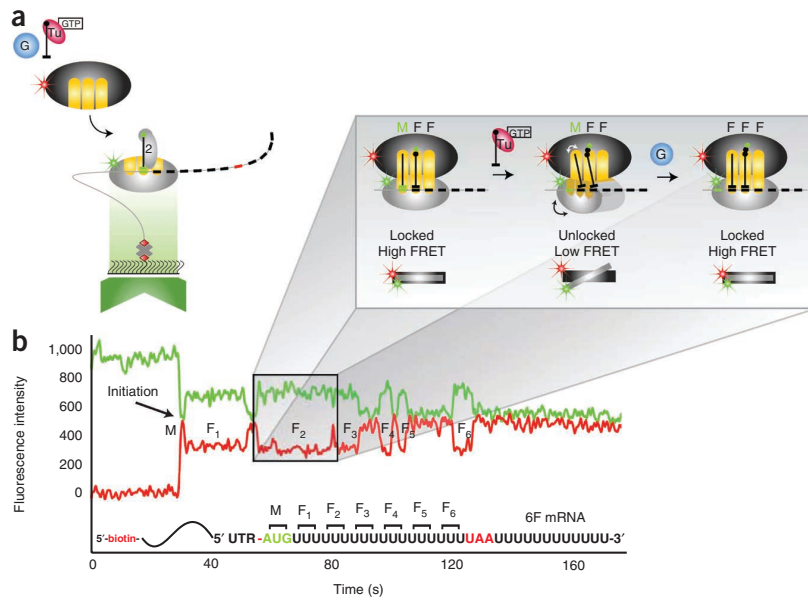 a
G
Tu
GTP
2
M F F
M F F
F F F
Tu
GTP
G
Locked
High FRET
Unlocked
Low FRET
Locked
High FRET
b
Fluorescence intensity
1,000
800
600
400
200
0
Initiation
M
F1
F2
F3
F4
F5
F6
M F1 F2 F3 F4 F5 F6
6F mRNA
5′-biotin-
5′ UTR -AUGUUUUUUUUUUUUUUUUUUUAAUUUUUUUUUUUU-3′
0 40 80 120 160
Time (s)